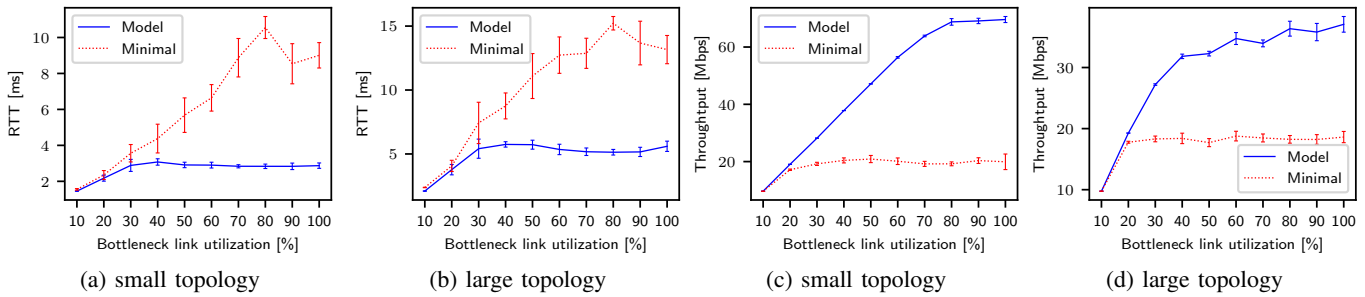 RTT [ms]
10
8
6
4
2
Model
Minimal
10 20 30 40 50 60 70 80 90 100
Bottleneck link utilization [%]
(a) small topology
RTT [ms]
15
10
5
Model
Minimal
10 20 30 40 50 60 70 80 90 100
Bottleneck link utilization [%]
(b) large topology
Throughtput [Mbps]
60
40
20
Model
Minimal
10 20 30 40 50 60 70 80 90 100
Bottleneck link utilization [%]
(c) small topology
Throughtput [Mbps]
30
20
10
Model
Minimal
10 20 30 40 50 60 70 80 90 100
Bottleneck link utilization [%]
(d) large topology